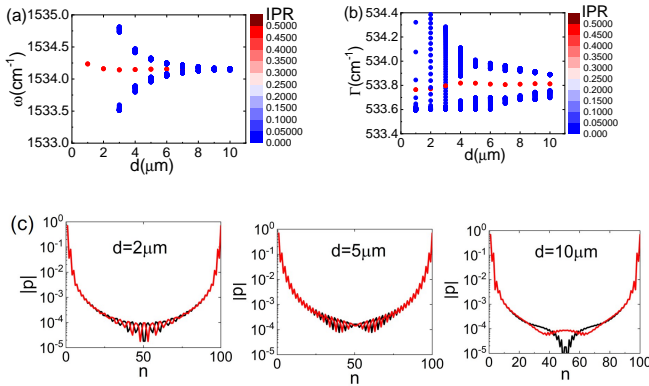 (a)
IPR
1535.0
1534.5
1534.0
1533.5
1533.0
ω(cm⁻¹)
0 2 4 6 8 10
d(μm)
0.5000
0.4500
0.4000
0.3500
0.3000
0.2500
0.2000
0.1500
0.1000
0.05000
0.000
(b)
IPR
534.4
534.2
534.0
533.8
533.6
533.4
Γ(cm⁻¹)
0 2 4 6 8 10
d(μm)
0.5000
0.4500
0.4000
0.3500
0.3000
0.2500
0.2000
0.1500
0.1000
0.05000
0.000
(c)
d=2μm
10⁰
10⁻¹
10⁻²
10⁻³
10⁻⁴
10⁻⁵
|p|
0 50 100
n
d=5μm
10⁰
10⁻¹
10⁻²
10⁻³
10⁻⁴
10⁻⁵
|p|
0 50 100
n
d=10μm
10⁰
10⁻¹
10⁻²
10⁻³
10⁻⁴
10⁻⁵
|p|
0 20 40 60 80 100
n